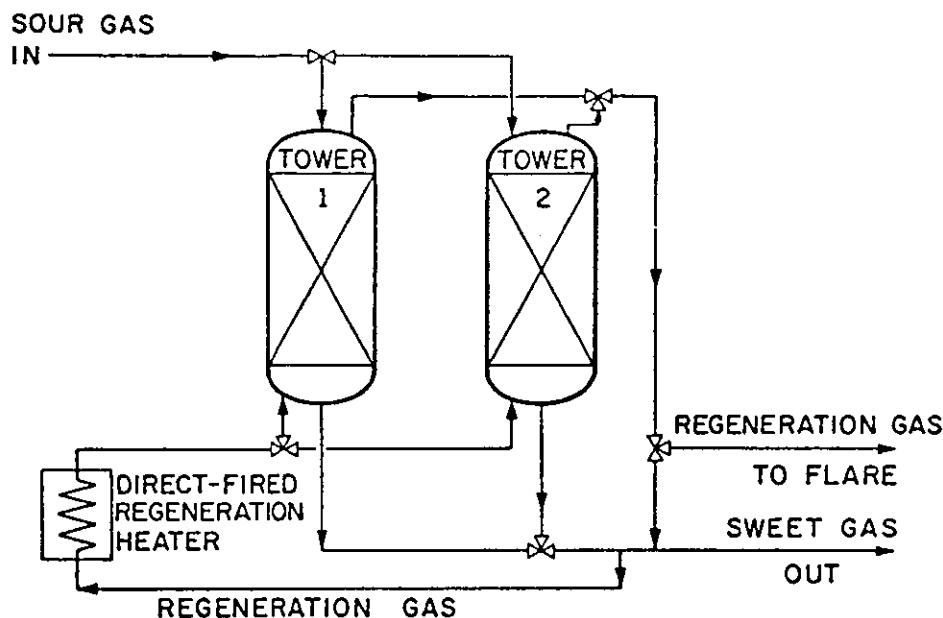 SOUR GAS
IN
TOWER
1
TOWER
2
REGENERATION GAS
TO FLARE
DIRECT-FIRED
REGENERATION
HEATER
SWEET GAS
OUT
REGENERATION GAS